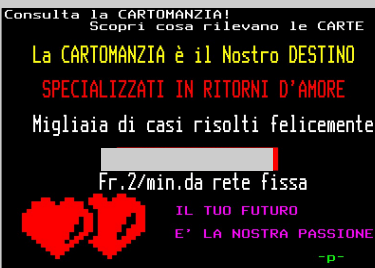 Consulta la CARTOMANZIA!
Scopri cosa rilevano le CARTE
La CARTOMANZIA è il Nostro DESTINO
SPECIALIZZATI IN RITORNI D'AMORE
Migliaia di casi risolti felicemente
Fr.2/min.da rete fissa
IL TUO FUTURO
E' LA NOSTRA PASSIONE
-p-